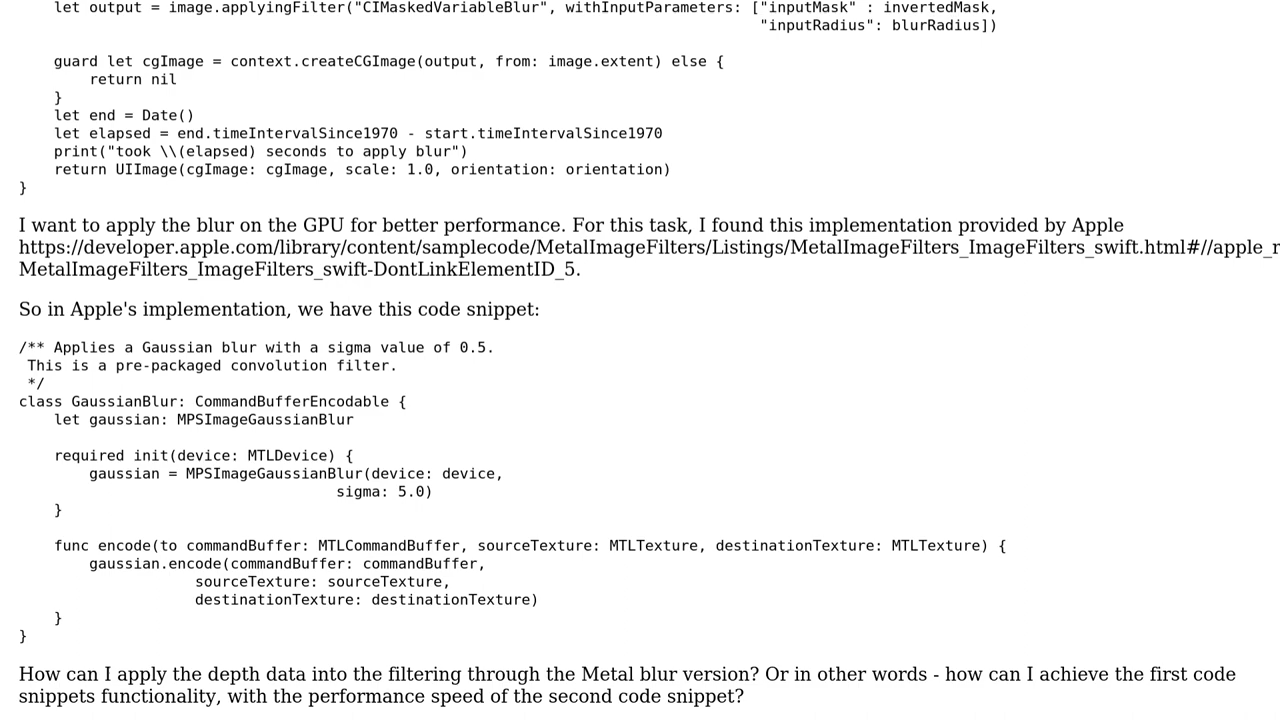 let output = image.applyingFilter("CIMaskedVariableBlur", withInputParameters: ["inputMask" : invertedMask,
"inputRadius": blurRadius])
guard let cgImage = context.createCGImage(output, from: image.extent) else {
return nil
}
let end = Date()
let elapsed = end.timeIntervalSince1970 - start.timeIntervalSince1970
print("took \\(elapsed) seconds to apply blur")
return UIImage(cgImage: cgImage, scale: 1.0, orientation: orientation)
}
I want to apply the blur on the GPU for better performance. For this task, I found this implementation provided by Apple
https://developer.apple.com/library/content/samplecode/MetalImageFilters/Listings/MetalImageFilters_ImageFilters_swift.html#//apple_r
MetalImageFilters_ImageFilters_swift-DontLinkElementID_5.
So in Apple's implementation, we have this code snippet:
/** Applies a Gaussian blur with a sigma value of 0.5.
This is a pre-packaged convolution filter.
*/
class GaussianBlur: CommandBufferEncodable {
let gaussian: MPSImageGaussianBlur
required init(device: MTLDevice) {
gaussian = MPSImageGaussianBlur(device: device,
sigma: 5.0)
}
func encode(to commandBuffer: MTLCommandBuffer, sourceTexture: MTLTexture, destinationTexture: MTLTexture) {
gaussian.encode(commandBuffer: commandBuffer,
sourceTexture: sourceTexture,
destinationTexture: destinationTexture)
}
}
How can I apply the depth data into the filtering through the Metal blur version? Or in other words - how can I achieve the first code
snippets functionality, with the performance speed of the second code snippet?